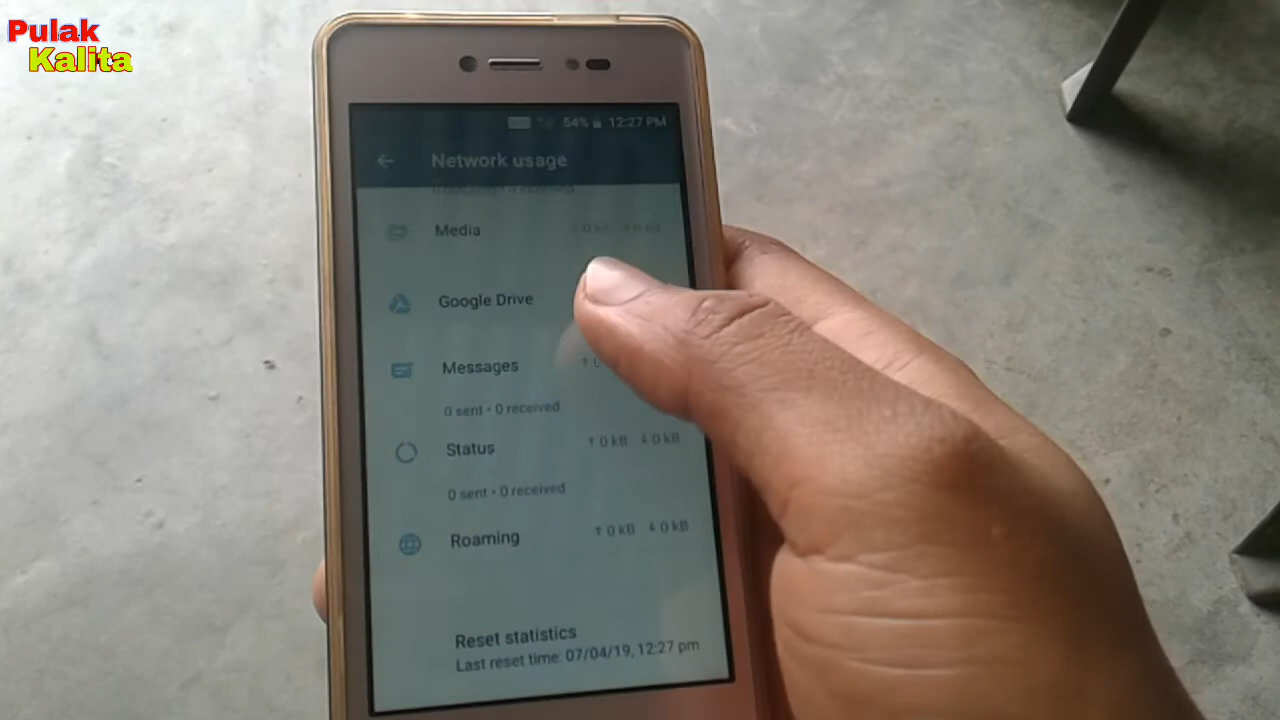 Pulak
Kalita
54% 12:27 PM
Network usage
Media
Google Drive
Messages
0 sent • 0 received
Status ↑ 0 kB ↓ 0 kB
0 sent • 0 received
Roaming ↑ 0 kB ↓ 0 kB
Reset statistics
Last reset time: 07/04/19, 12:27 pm